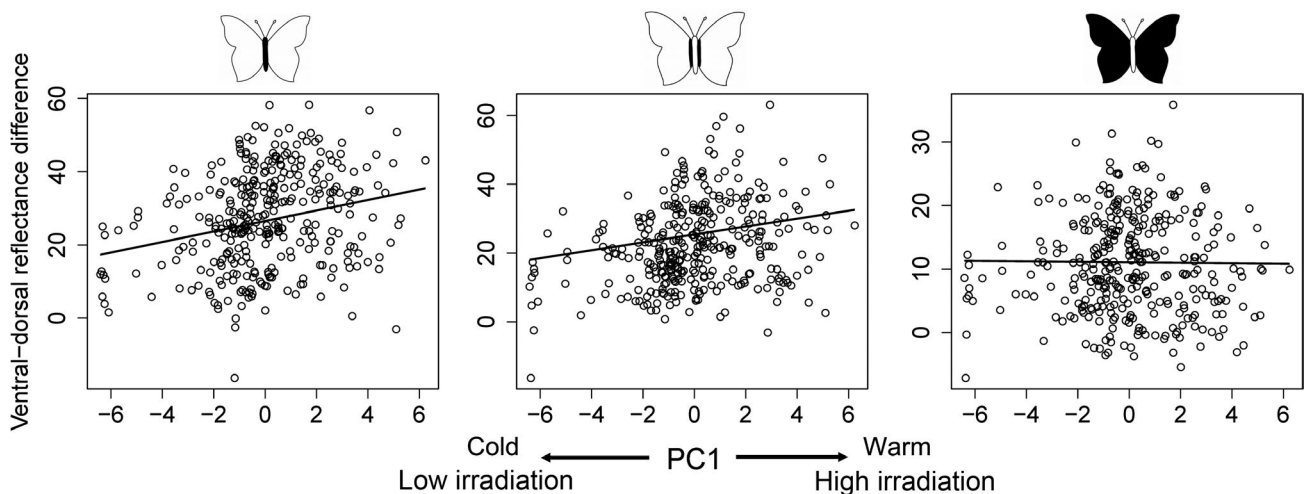 Ventral–dorsal reflectance difference
60
40
20
0
−6 −4 −2 0 2 4 6
60
40
20
0
−6 −4 −2 0 2 4 6
30
20
10
0
−6 −4 −2 0 2 4 6
Cold PC1 Warm
Low irradiation High irradiation